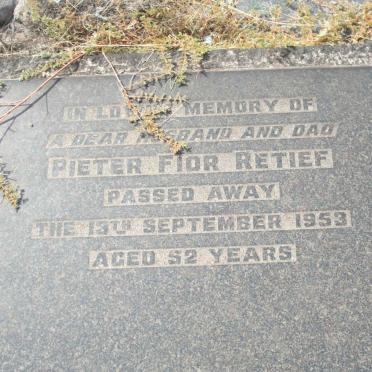 IN LOVING MEMORY OF
A DEAR HUSBAND AND DAD
PIETER FIOR RETIEF
PASSED AWAY
THE 13TH SEPTEMBER 1953
AGED 52 YEARS